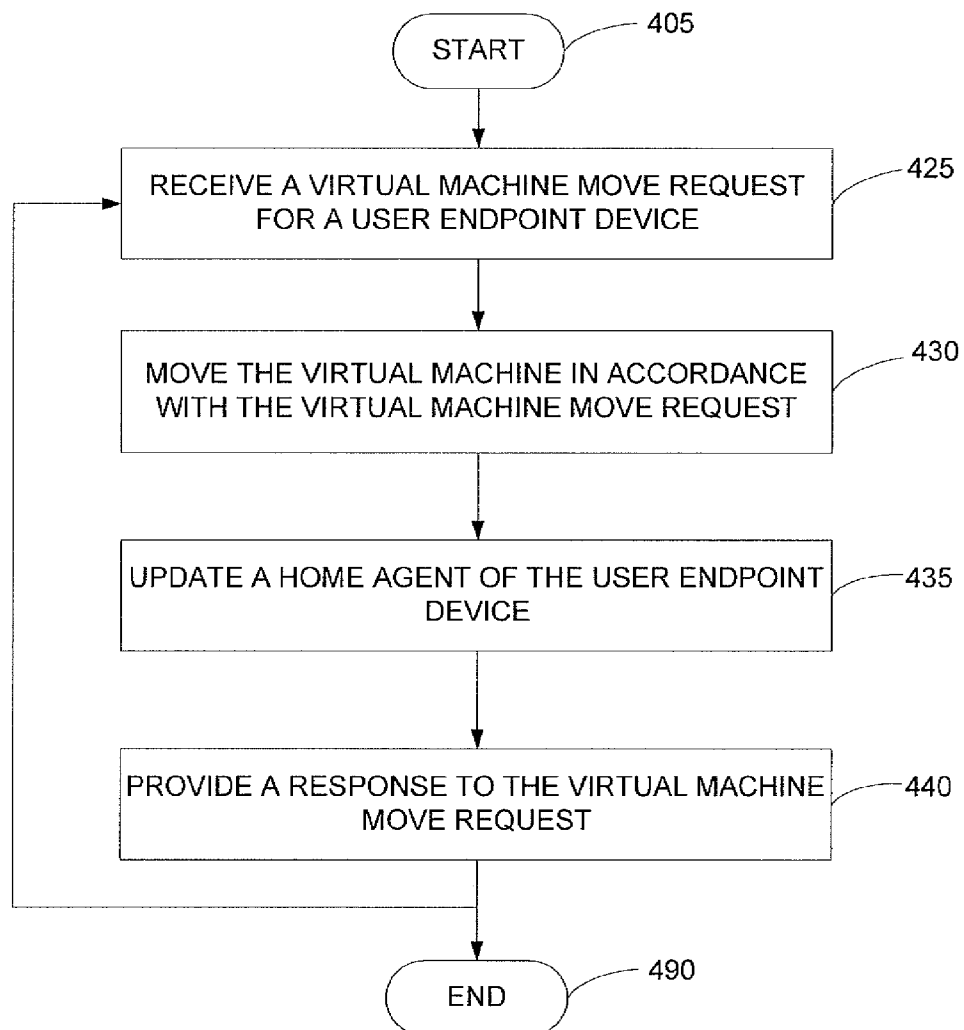 START
405
RECEIVE A VIRTUAL MACHINE MOVE REQUEST
FOR A USER ENDPOINT DEVICE
425
MOVE THE VIRTUAL MACHINE IN ACCORDANCE
WITH THE VIRTUAL MACHINE MOVE REQUEST
430
UPDATE A HOME AGENT OF THE USER ENDPOINT
DEVICE
435
PROVIDE A RESPONSE TO THE VIRTUAL MACHINE
MOVE REQUEST
440
END
490